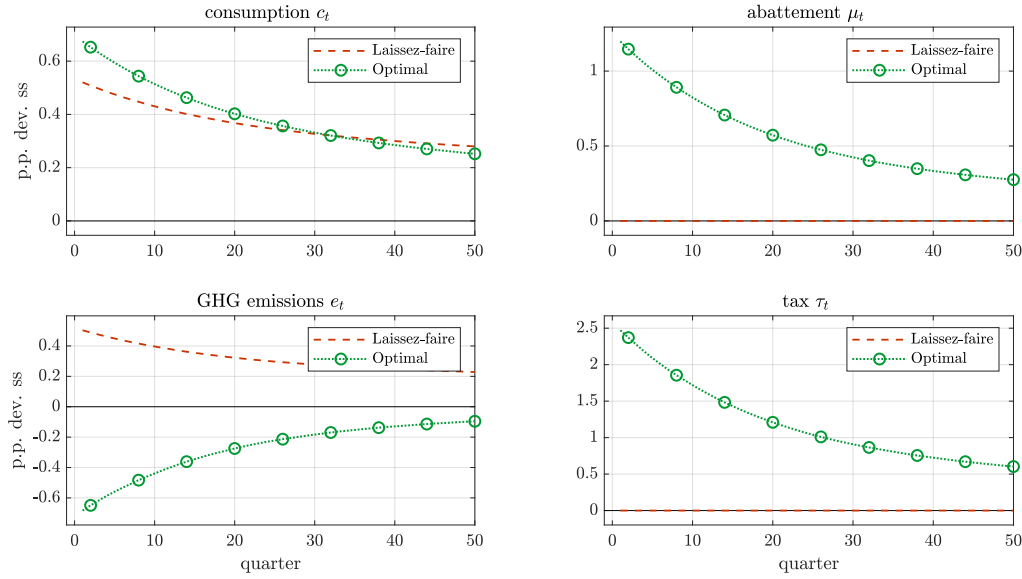 consumption c_t
p.p. dev. ss
0.6
0.4
0.2
0
0 10 20 30 40 50
Laissez-faire
Optimal
abattement μ_t
1
0.5
0
0 10 20 30 40 50
Laissez-faire
Optimal
GHG emissions e_t
p.p. dev. ss
0.4
0.2
0
-0.2
-0.4
-0.6
0 10 20 30 40 50
quarter
Laissez-faire
Optimal
tax τ_t
2.5
2
1.5
1
0.5
0
0 10 20 30 40 50
quarter
Laissez-faire
Optimal